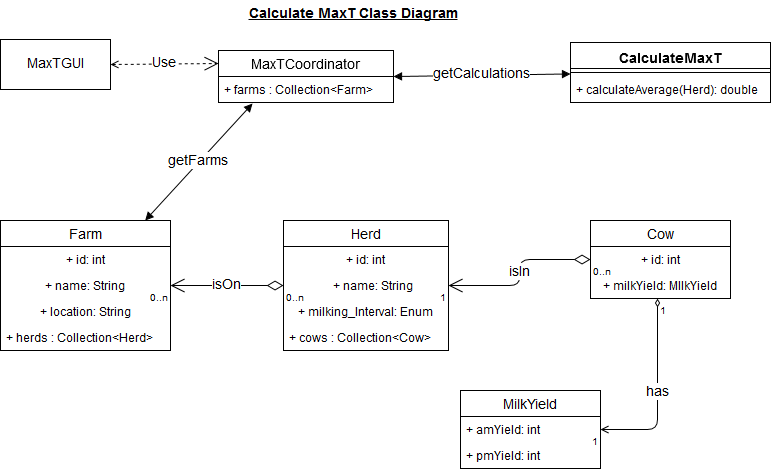 Calculate MaxT Class Diagram
MaxTGUI
Use
MaxTCoordinator
+ farms : Collection<Farm>
getCalculations
CalculateMaxT
+ calculateAverage(Herd): double
getFarms
Farm
+ id: int
+ name: String
+ location: String
+ herds : Collection<Herd>
0..n
isOn
Herd
+ id: int
+ name: String
+ milking_Interval: Enum
+ cows : Collection<Cow>
0..n
1
isIn
Cow
+ id: int
+ milkYield: MIlkYield
0..n
1
has
MilkYield
+ amYield: int
+ pmYield: int
1